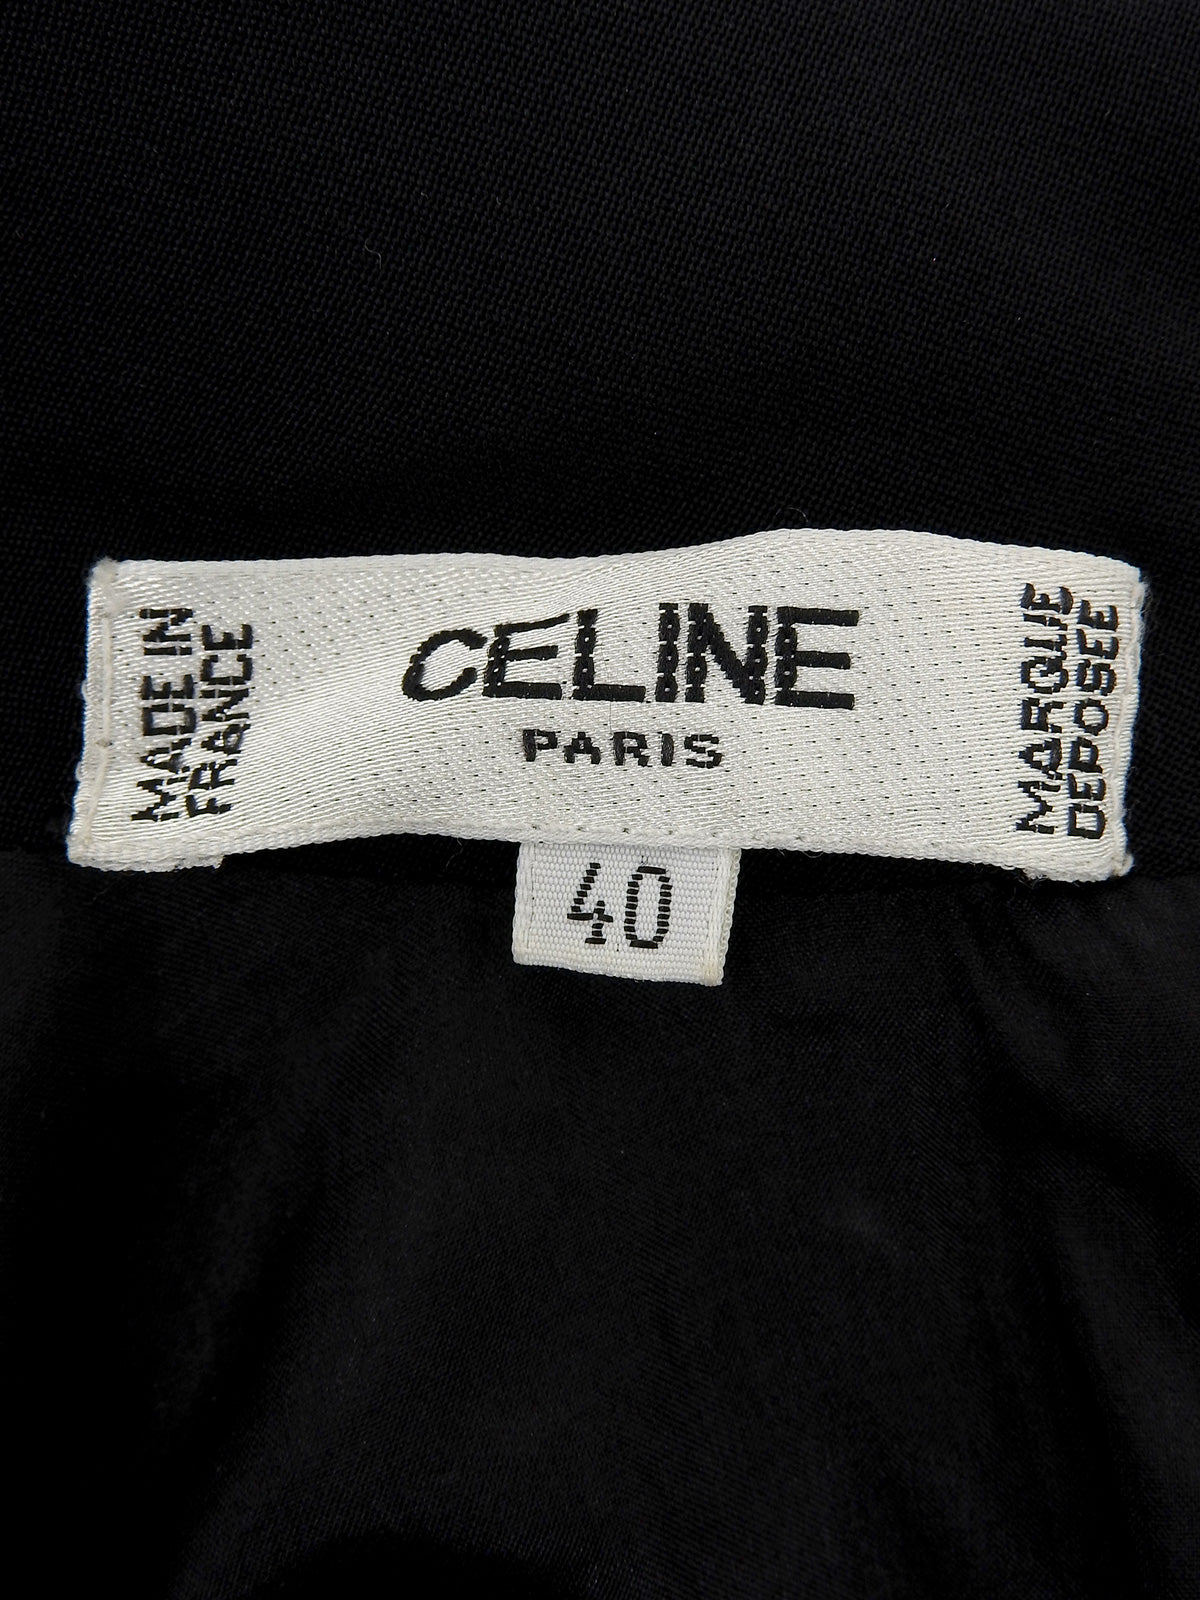 MADE IN
FRANCE
CELINE
PARIS
MARQUE
DEPOSEE
40